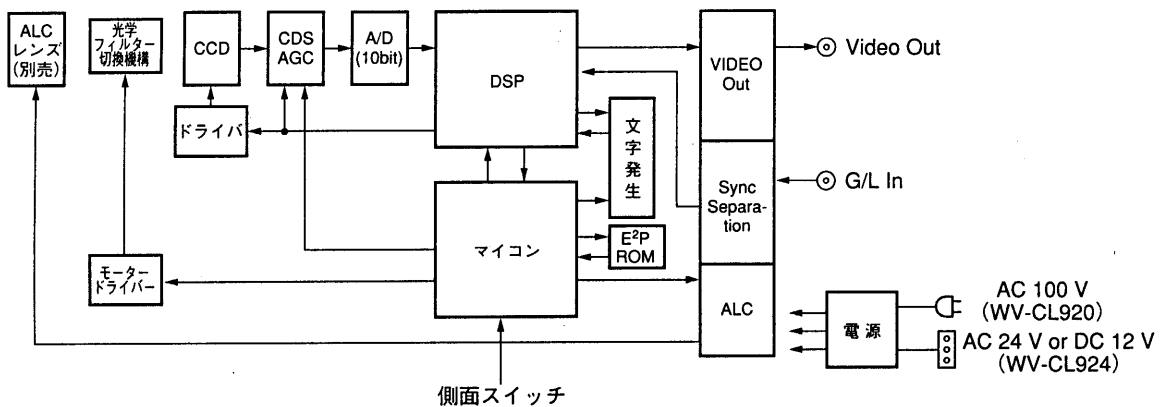 ALC
レンズ
(別売)
光学
フィルター
切換機構
CCD
CDS
AGC
A/D
(10bit)
DSP
VIDEO
Out
Video Out
ドライバ
文
字
発
生
Sync
Separa-
tion
G/L In
マイコン
E²P
ROM
モーター
ドライバー
ALC
電源
AC 100 V
(WV-CL920)
AC 24 V or DC 12 V
(WV-CL924)
側面スイッチ